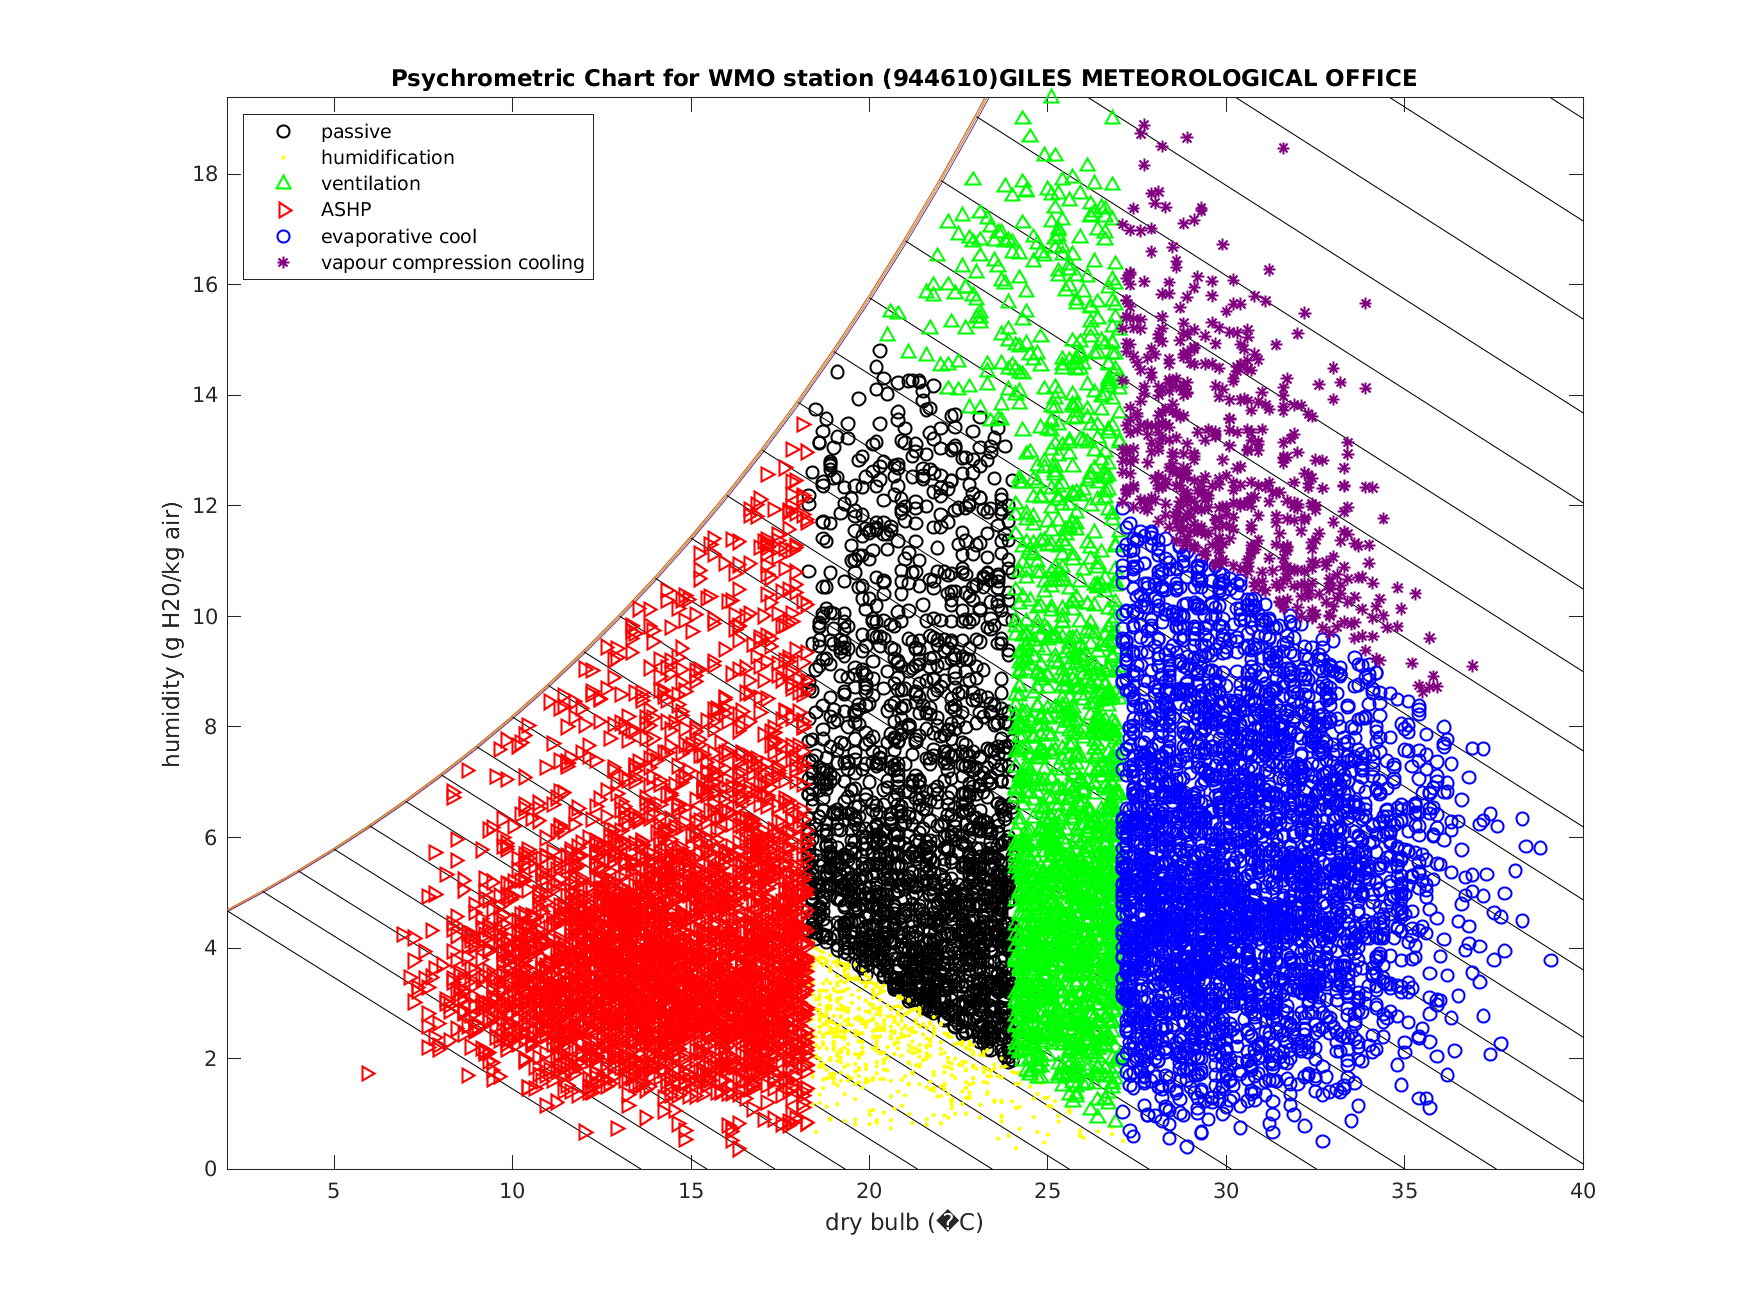 Psychrometric Chart for WMO station (944610)GILES METEOROLOGICAL OFFICE
passive
humidification
ventilation
ASHP
evaporative cool
vapour compression cooling
humidity (g H20/kg air)
18
16
14
12
10
8
6
4
2
0
5 10 15 20 25 30 35 40
dry bulb (�C)